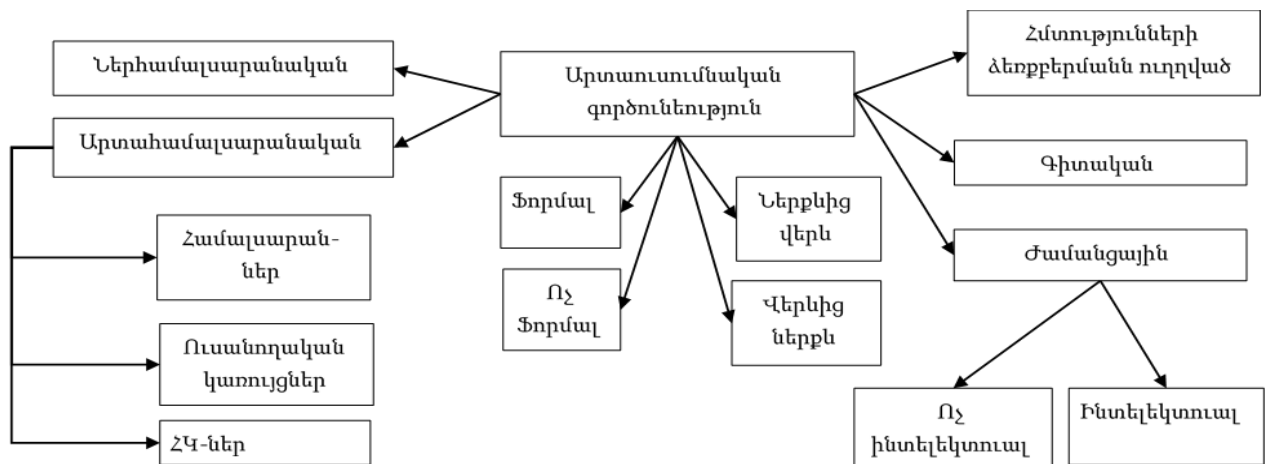 Ներհամալսարանական
Արտահամալսարանական
Համալսարան-
ներ
Ուսանողական
կառույցներ
ՀԿ-ներ
Արտաուսումնական
գործունեություն
Ֆորմալ
Ոչ
Ֆորմալ
Ներքևից
վերև
Վերևից
ներքև
Հմտությունների
ձեռքբերմանն ուղղված
Գիտական
Ժամանցային
Ոչ
ինտելեկտուալ
Ինտելեկտուալ